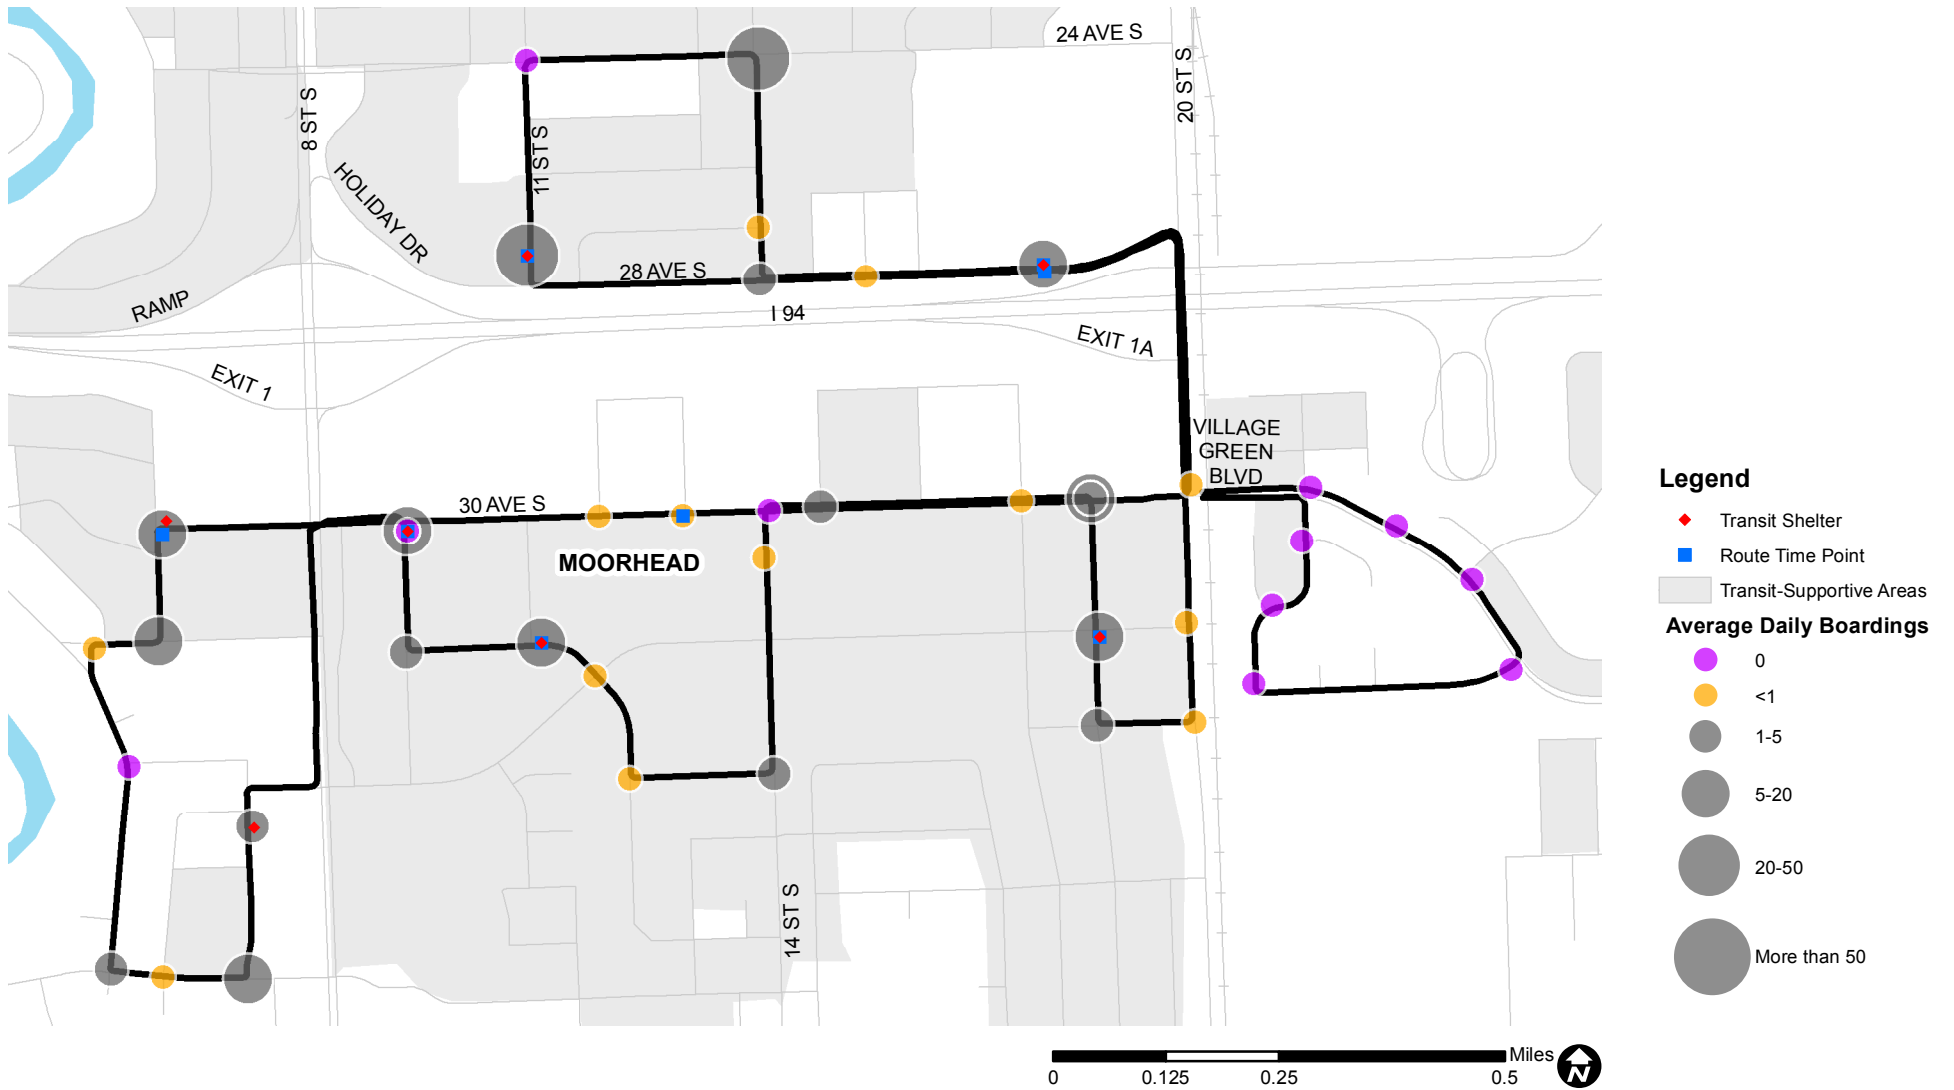 24 AVE S
20 ST S
8 ST S
11 ST S
HOLIDAY DR
28 AVE S
RAMP
I 94
EXIT 1A
EXIT 1
VILLAGE
GREEN
BLVD
30 AVE S
MOORHEAD
14 ST S
Legend
Transit Shelter
Route Time Point
Transit-Supportive Areas
Average Daily Boardings
0
<1
1-5
5-20
20-50
More than 50
Miles
0 0.125 0.25 0.5
N